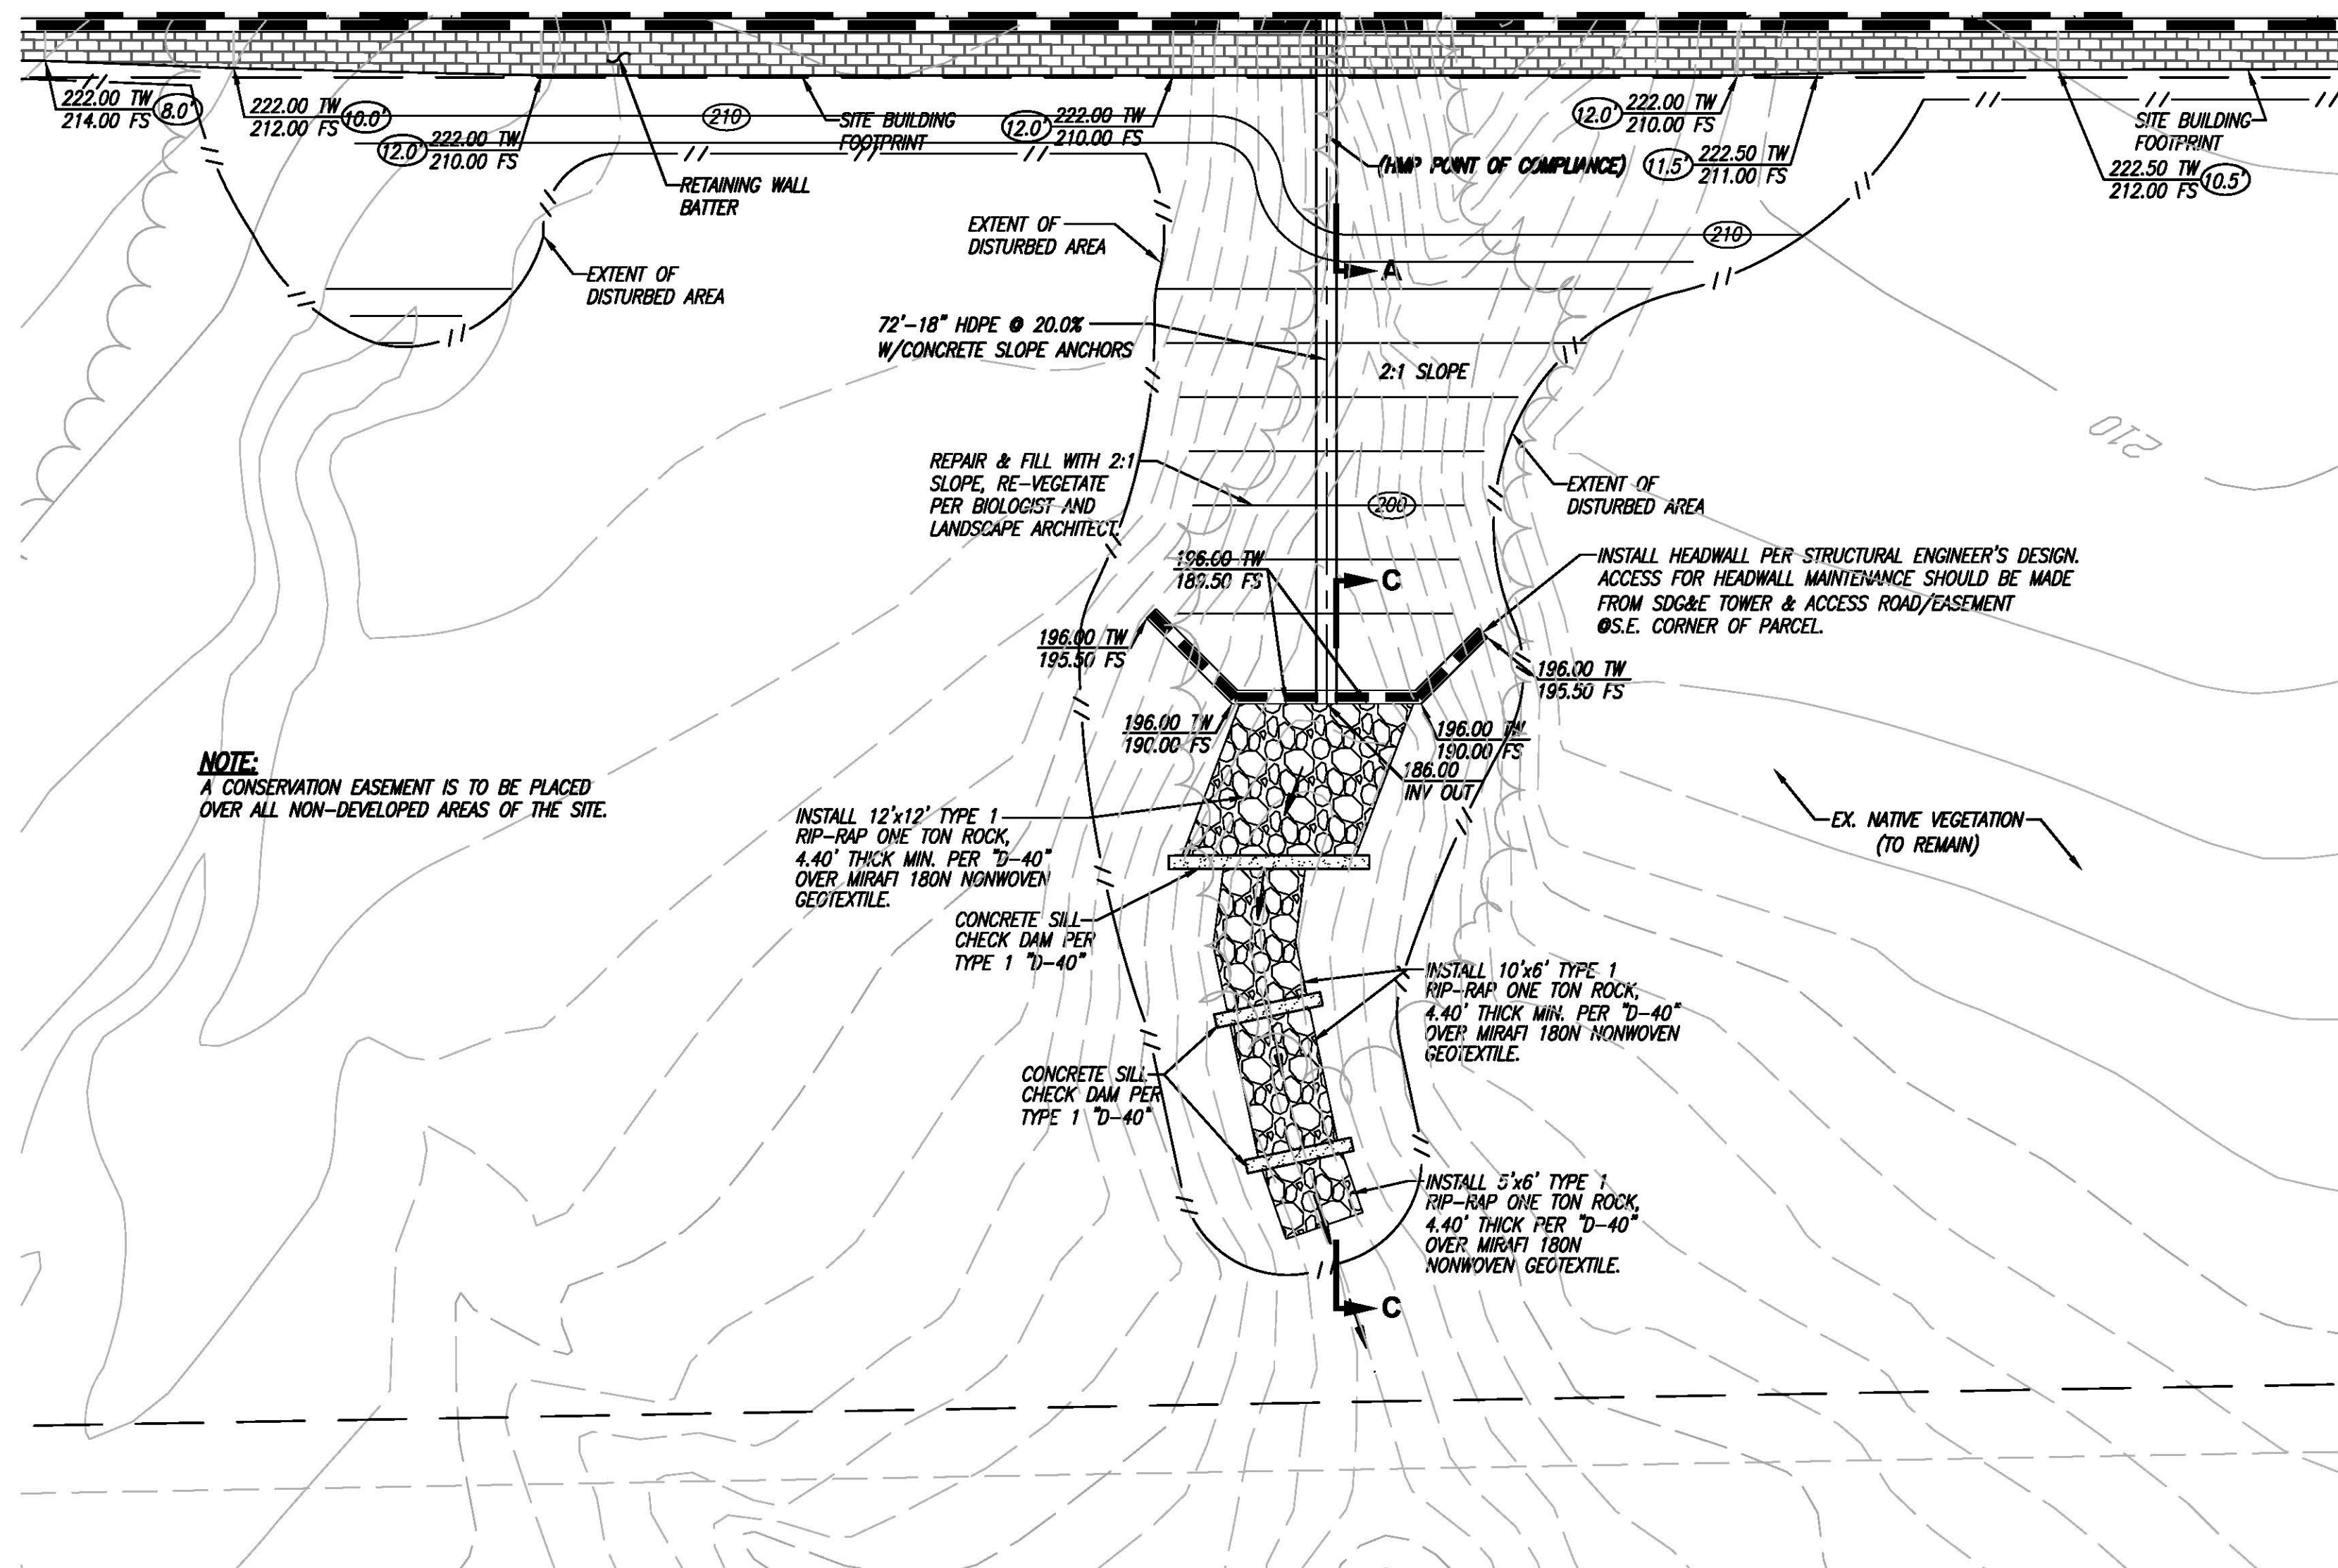 222.00 TW
214.00 FS
8.0'
222.00 TW
212.00 FS
10.0'
12.0'
222.00 TW
210.00 FS
210
SITE BUILDING
FOOTPRINT
RETAINING WALL
BATTER
12.0'
222.00 TW
210.00 FS
(HMP POINT OF COMPLIANCE)
12.0'
222.00 TW
210.00 FS
11.5'
222.50 TW
211.00 FS
SITE BUILDING
FOOTPRINT
222.50 TW
212.00 FS
10.5'
EXTENT OF
DISTURBED AREA
EXTENT OF
DISTURBED AREA
210
A
72'-18" HDPE @ 20.0%
W/CONCRETE SLOPE ANCHORS
2:1 SLOPE
210
REPAIR & FILL WITH 2:1
SLOPE, RE-VEGETATE
PER BIOLOGIST AND
LANDSCAPE ARCHITECT.
200
EXTENT OF
DISTURBED AREA
196.00 TW
189.50 FS
C
INSTALL HEADWALL PER STRUCTURAL ENGINEER'S DESIGN.
ACCESS FOR HEADWALL MAINTENANCE SHOULD BE MADE
FROM SDG&E TOWER & ACCESS ROAD/EASEMENT
@S.E. CORNER OF PARCEL.
196.00 TW
195.50 FS
196.00 TW
195.50 FS
196.00 TW
190.00 FS
196.00 TW
190.00 FS
186.00
INV OUT
NOTE:
A CONSERVATION EASEMENT IS TO BE PLACED
OVER ALL NON-DEVELOPED AREAS OF THE SITE.
INSTALL 12'x12' TYPE 1
RIP-RAP ONE TON ROCK,
4.40' THICK MIN. PER "D-40"
OVER MIRAFI 180N NONWOVEN
GEOTEXTILE.
EX. NATIVE VEGETATION
(TO REMAIN)
CONCRETE SILL
CHECK DAM PER
TYPE 1 "D-40"
INSTALL 10'x6' TYPE 1
RIP-RAP ONE TON ROCK,
4.40' THICK MIN. PER "D-40"
OVER MIRAFI 180N NONWOVEN
GEOTEXTILE.
CONCRETE SILL
CHECK DAM PER
TYPE 1 "D-40"
INSTALL 5'x6' TYPE 1
RIP-RAP ONE TON ROCK,
4.40' THICK PER "D-40"
OVER MIRAFI 180N
NONWOVEN GEOTEXTILE.
C